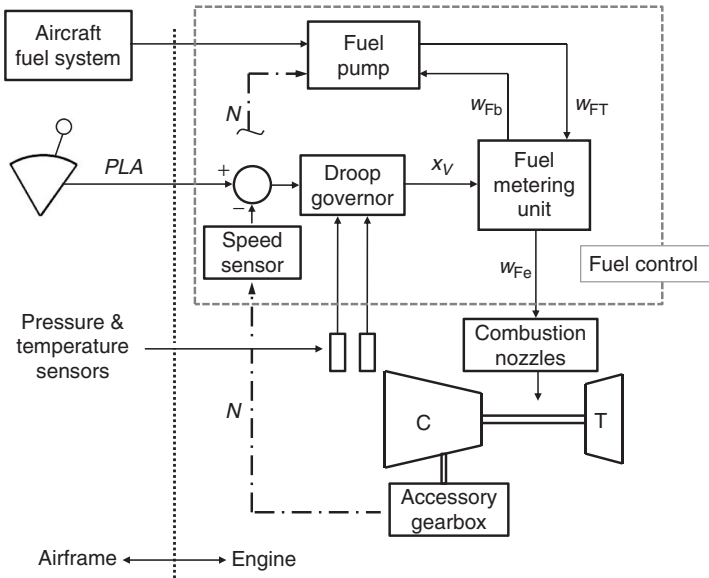 Aircraft
fuel system
Fuel
pump
N
w_Fb
w_FT
PLA
+
−
Droop
governor
x_V
Fuel
metering
unit
Speed
sensor
w_Fe
Fuel control
Pressure &
temperature
sensors
Combustion
nozzles
N
C
T
Accessory
gearbox
Airframe
Engine